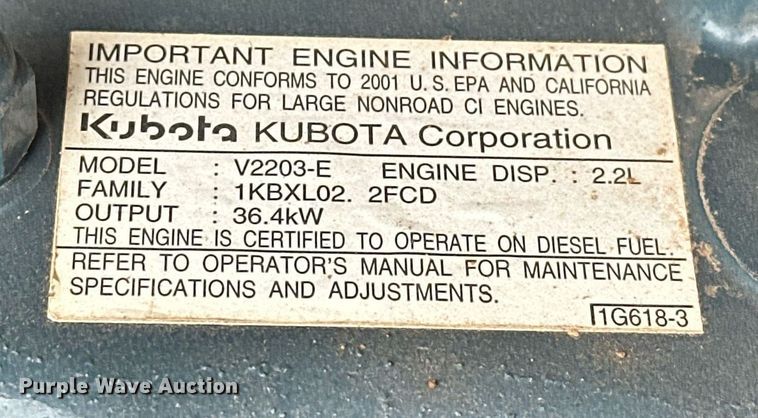 IMPORTANT ENGINE INFORMATION
THIS ENGINE CONFORMS TO 2001 U.S.EPA AND CALIFORNIA
REGULATIONS FOR LARGE NONROAD CI ENGINES.
Kubota KUBOTA Corporation
MODEL : V2203-E ENGINE DISP. : 2.2L
FAMILY : 1KBXL02. 2FCD
OUTPUT : 36.4kW
THIS ENGINE IS CERTIFIED TO OPERATE ON DIESEL FUEL.
REFER TO OPERATOR'S MANUAL FOR MAINTENANCE
SPECIFICATIONS AND ADJUSTMENTS.
1G618-3
Purple Wave Auction